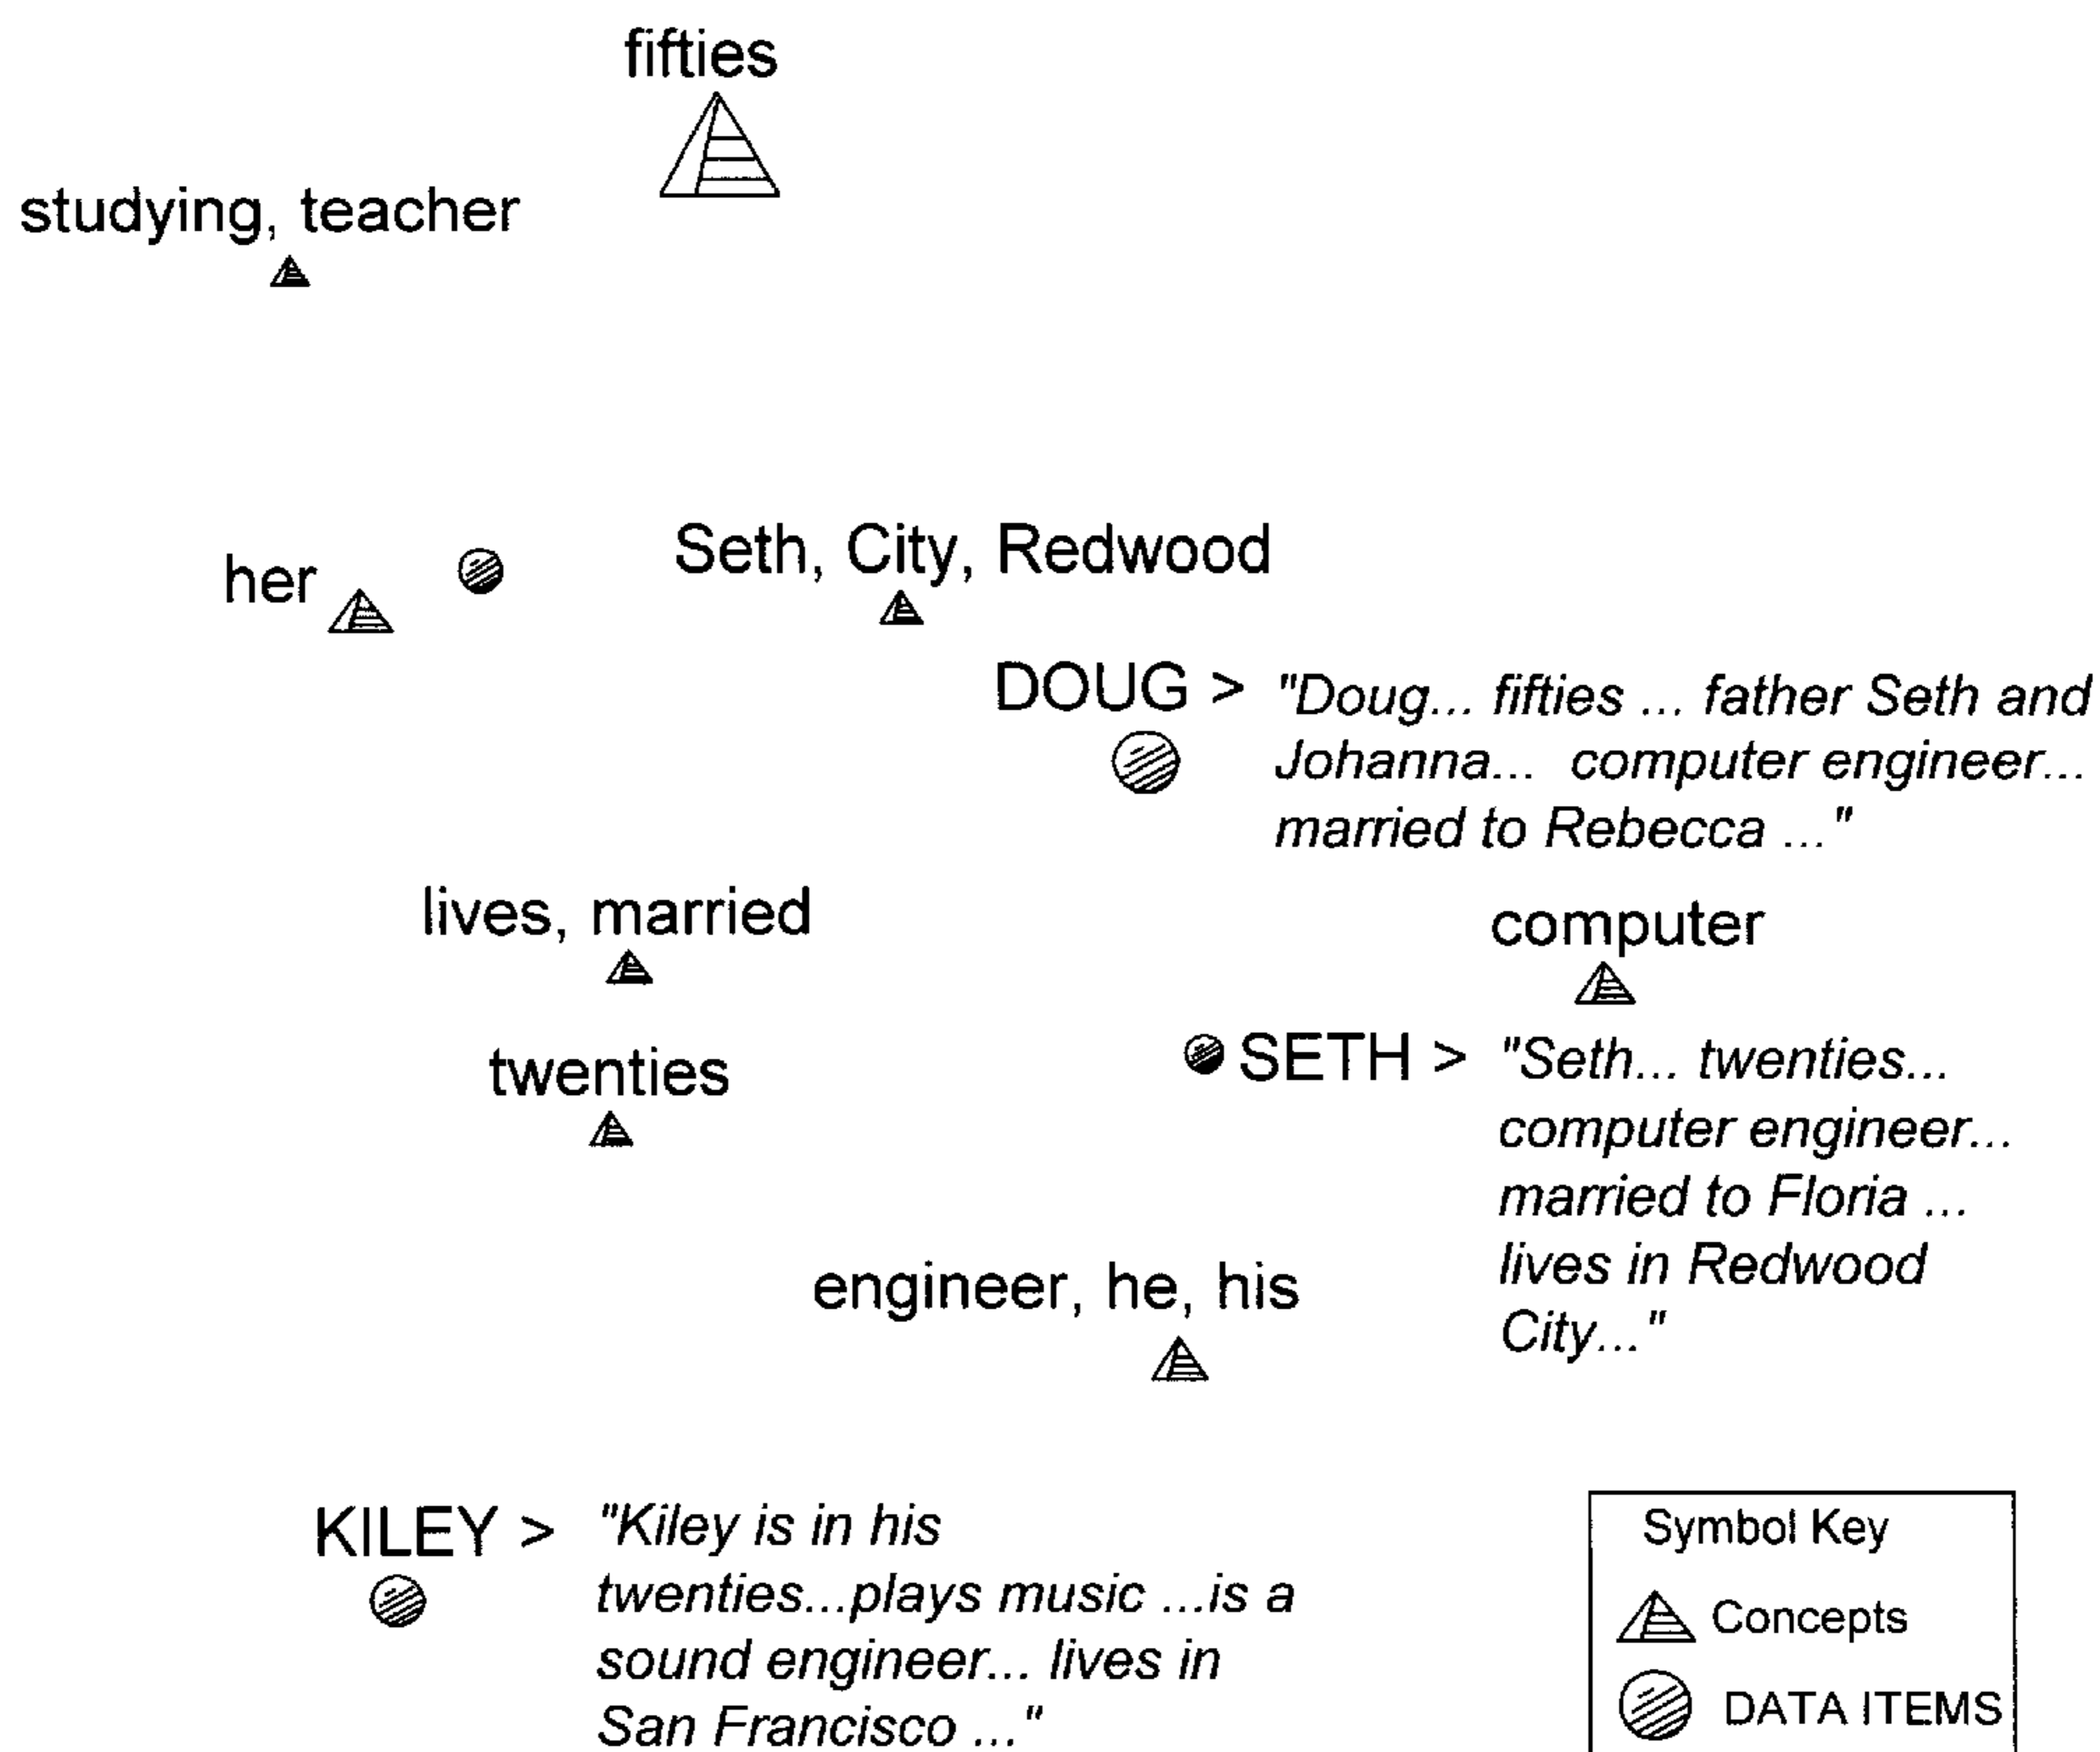 fifties
studying, teacher
her
Seth, City, Redwood
DOUG > "Doug... fifties ... father Seth and
Johanna... computer engineer...
married to Rebecca ..."
lives, married
computer
twenties
SETH > "Seth... twenties...
computer engineer...
married to Floria ...
lives in Redwood
City..."
engineer, he, his
KILEY > "Kiley is in his
twenties...plays music ...is a
sound engineer... lives in
San Francisco ..."
Symbol Key
Concepts
DATA ITEMS